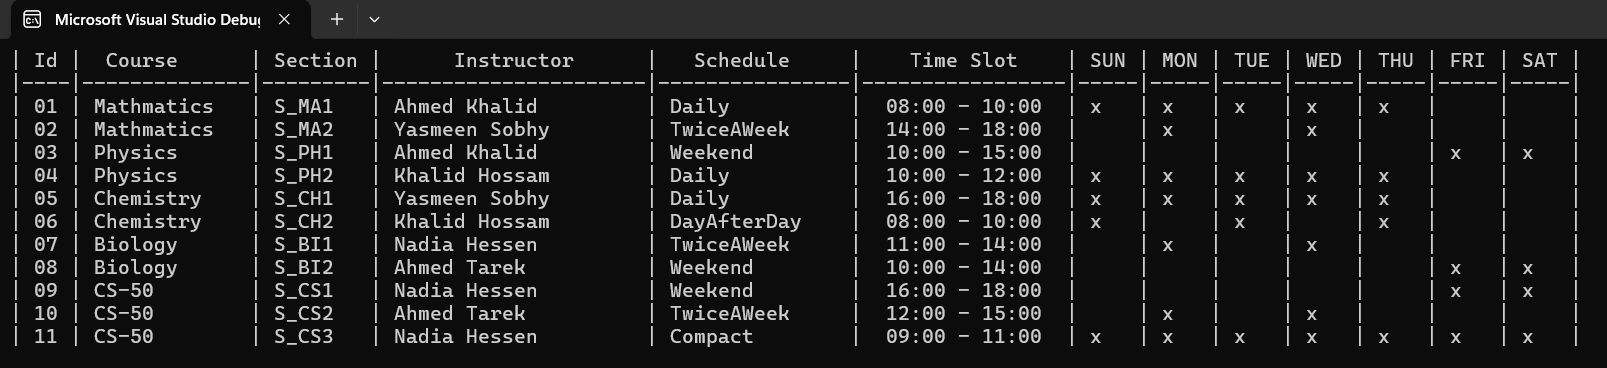 Microsoft Visual Studio Debug
| Id | Course | Section | Instructor | Schedule | Time Slot | SUN | MON | TUE | WED | THU | FRI | SAT |
|----|--------------|---------|----------------------|----------------|-----------------|-----|-----|-----|-----|-----|-----|-----|
| 01 | Mathmatics | S_MA1 | Ahmed Khalid | Daily | 08:00 - 10:00 | x | x | x | x | x | | |
| 02 | Mathmatics | S_MA2 | Yasmeen Sobhy | TwiceAWeek | 14:00 - 18:00 | | x | | x | | | |
| 03 | Physics | S_PH1 | Ahmed Khalid | Weekend | 10:00 - 15:00 | | | | | | x | x |
| 04 | Physics | S_PH2 | Khalid Hossam | Daily | 10:00 - 12:00 | x | x | x | x | x | | |
| 05 | Chemistry | S_CH1 | Yasmeen Sobhy | Daily | 16:00 - 18:00 | x | x | x | x | x | | |
| 06 | Chemistry | S_CH2 | Khalid Hossam | DayAfterDay | 08:00 - 10:00 | x | | x | | x | | |
| 07 | Biology | S_BI1 | Nadia Hessen | TwiceAWeek | 11:00 - 14:00 | | x | | x | | | |
| 08 | Biology | S_BI2 | Ahmed Tarek | Weekend | 10:00 - 14:00 | | | | | | x | x |
| 09 | CS-50 | S_CS1 | Nadia Hessen | Weekend | 16:00 - 18:00 | | | | | | x | x |
| 10 | CS-50 | S_CS2 | Ahmed Tarek | TwiceAWeek | 12:00 - 15:00 | | x | | x | | | |
| 11 | CS-50 | S_CS3 | Nadia Hessen | Compact | 09:00 - 11:00 | x | x | x | x | x | x | x |